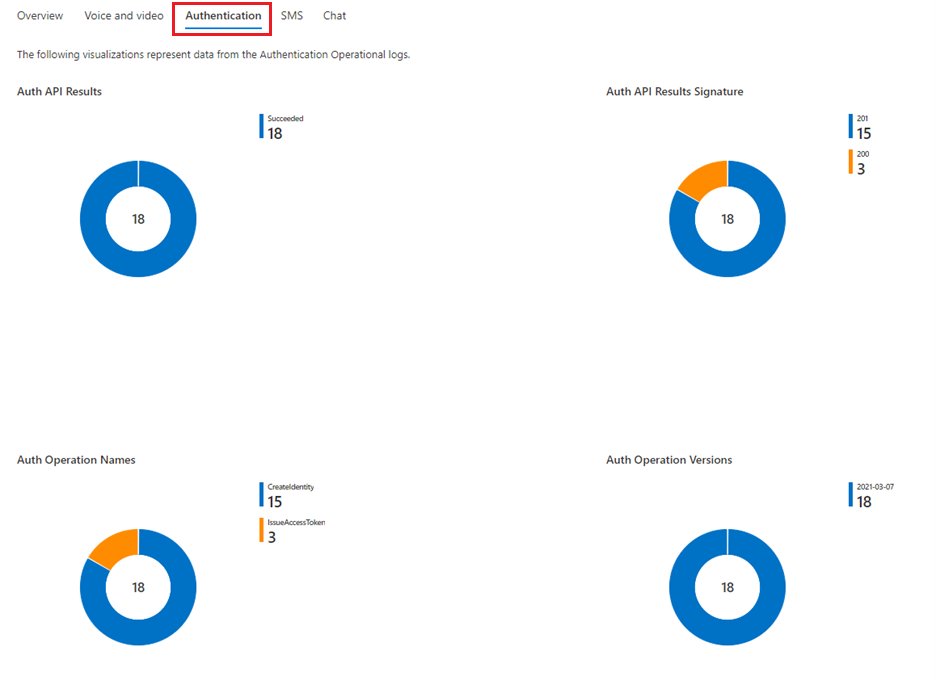 Overview Voice and video Authentication SMS Chat
The following visualizations represent data from the Authentication Operational logs.
Auth API Results
Succeeded
18
18
Auth API Results Signature
201
15
200
3
18
Auth Operation Names
CreateIdentity
15
IssueAccessToken
3
18
Auth Operation Versions
2021-03-07
18
18